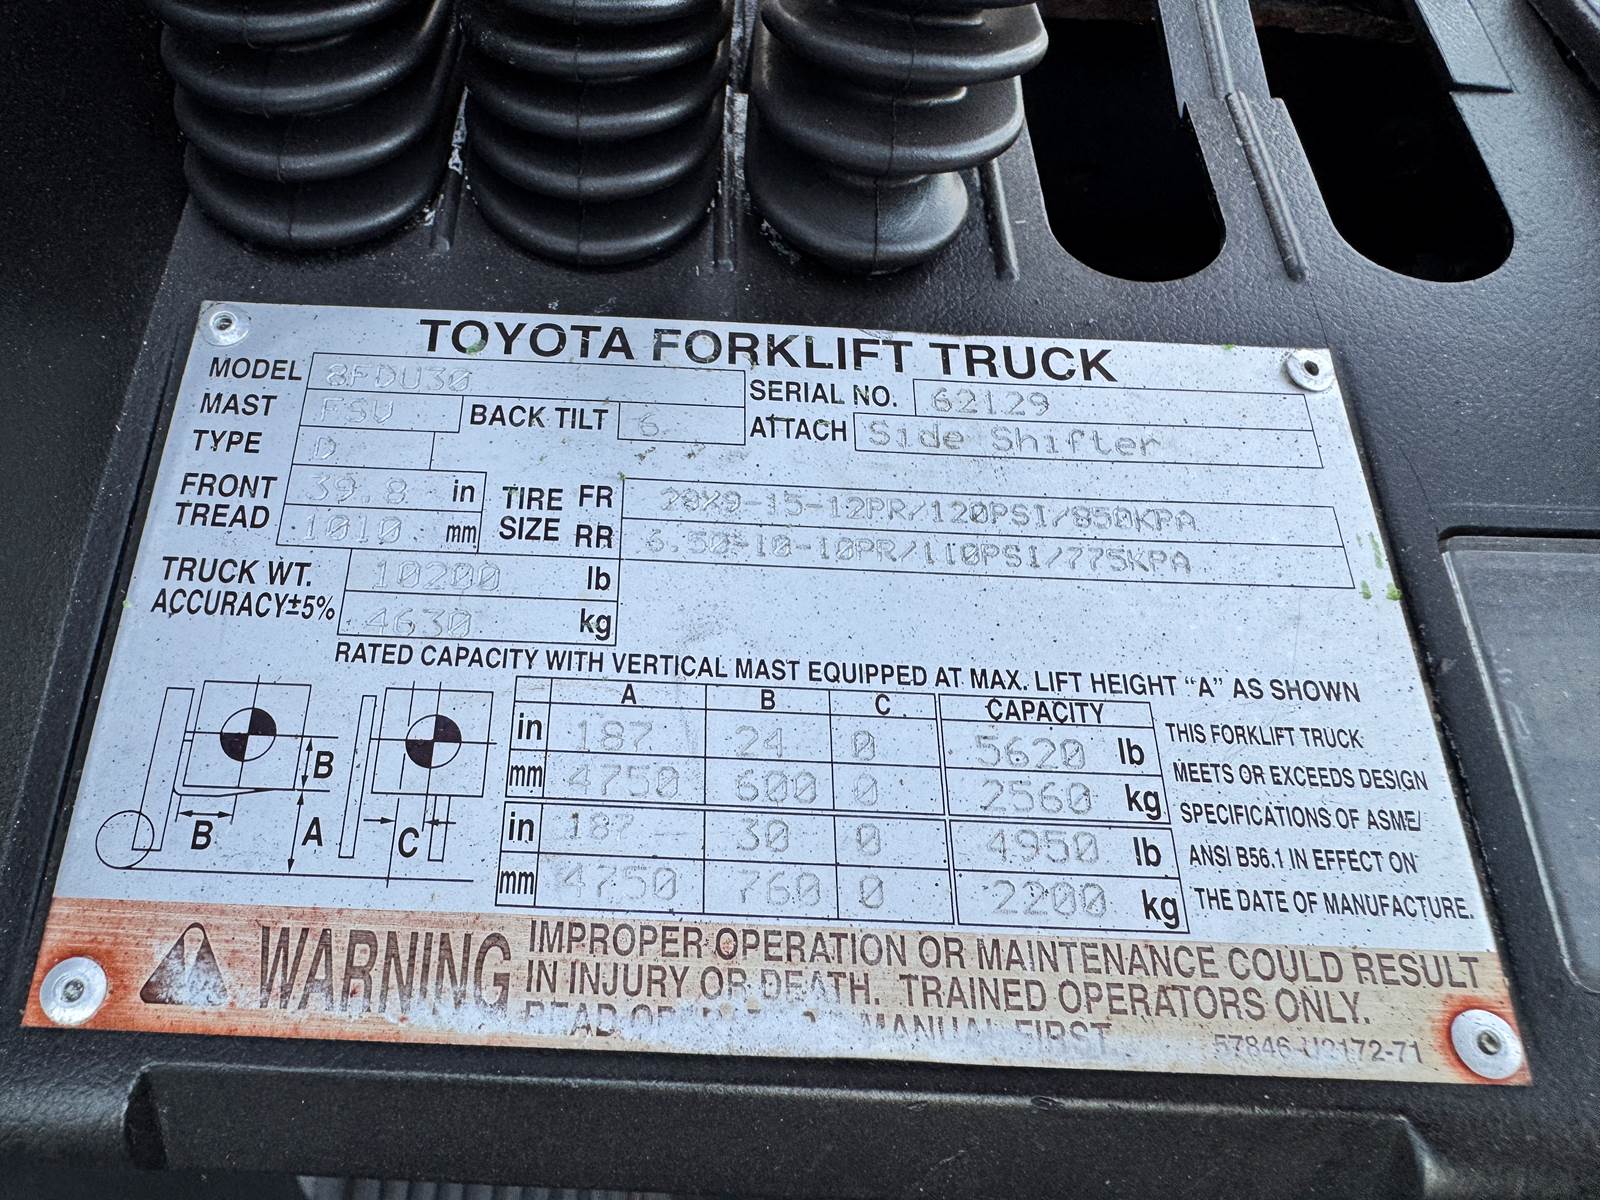 TOYOTA FORKLIFT TRUCK
MODEL 8FDU30 SERIAL NO. 62129
MAST FSV BACK TILT 6 ATTACH Side Shifter
TYPE D
FRONT TREAD 39.8 in 1010 mm
TIRE SIZE FR 28X9-15-12PR/120PSI/850KPA
RR 6.50-10-10PR/110PSI/775KPA
TRUCK WT. 10200 lb
ACCURACY±5% 4630 kg
RATED CAPACITY WITH VERTICAL MAST EQUIPPED AT MAX. LIFT HEIGHT “A” AS SHOWN
A B C CAPACITY
in 187 24 0 5620 lb
mm 4750 600 0 2560 kg
in 187 30 0 4950 lb
mm 4750 760 0 2200 kg
B
B A C
THIS FORKLIFT TRUCK
MEETS OR EXCEEDS DESIGN
SPECIFICATIONS OF ASME/
ANSI B56.1 IN EFFECT ON
THE DATE OF MANUFACTURE.
WARNING
IMPROPER OPERATION OR MAINTENANCE COULD RESULT
IN INJURY OR DEATH. TRAINED OPERATORS ONLY.
READ MANUAL FIRST.
57846-U2172-71